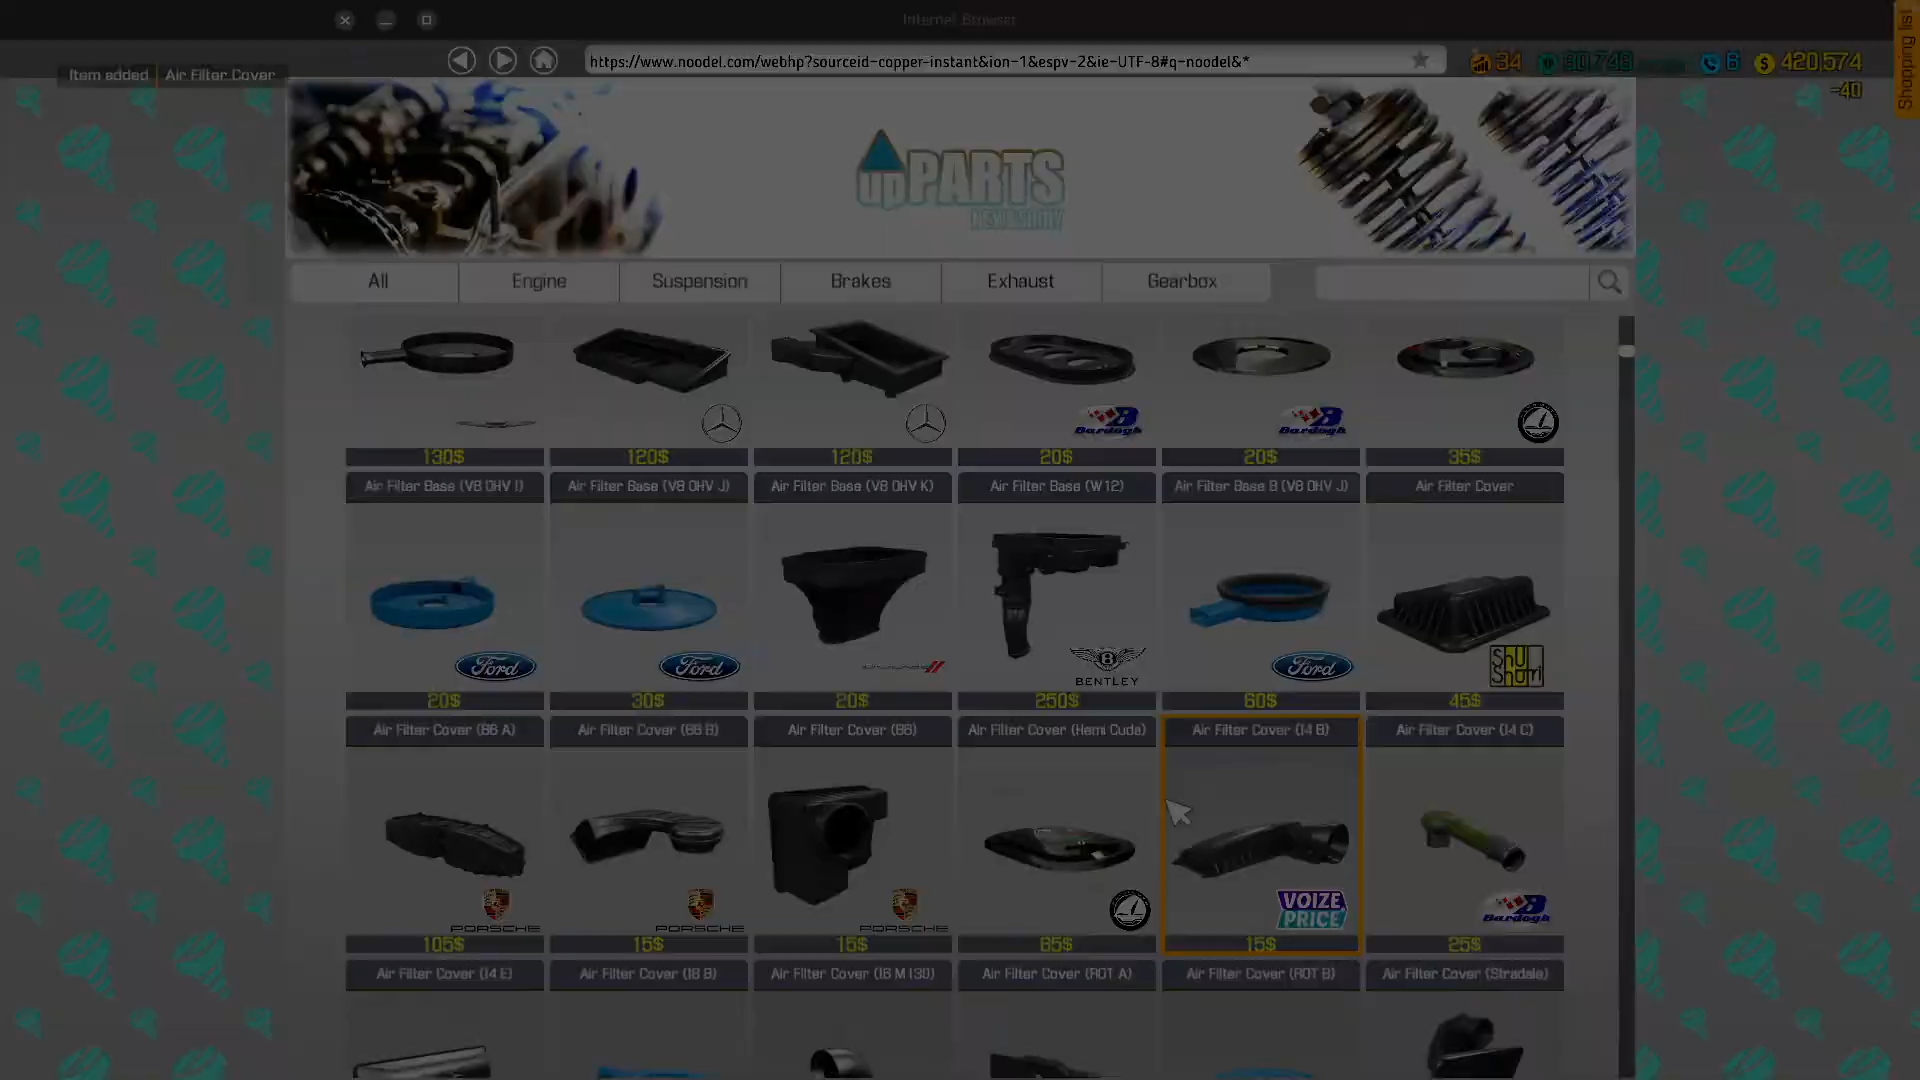 Internet Browser
Shopping list
Item added | Air Filter Cover
https://www.noodel.com/webhp?sourceid-copper-instant&ion-1&espv-2&ie-UTF-8#q-noodel&*
34
6
420,574
-40
upPARTS
All
Engine
Suspension
Brakes
Exhaust
Gearbox
Bardogh
Bardogh
130$
120$
120$
20$
20$
35$
Air Filter Base (V8 OHV I)
Air Filter Base (V8 OHV J)
Air Filter Base (V8 OHV K)
Air Filter Base (W12)
Air Filter Base B (V8 OHV J)
Air Filter Cover
Ford
Ford
BENTLEY
Ford
Shu Shumi
20$
30$
20$
250$
60$
45$
Air Filter Cover (B6 A)
Air Filter Cover (B6 B)
Air Filter Cover (B6)
Air Filter Cover (Hemi Cuda)
Air Filter Cover (I4 B)
Air Filter Cover (I4 C)
PORSCHE
PORSCHE
PORSCHE
VOIZE PRICE
Bardogh
105$
15$
15$
65$
15$
25$
Air Filter Cover (I4 E)
Air Filter Cover (I6 B)
Air Filter Cover (I6 M130)
Air Filter Cover (ROT A)
Air Filter Cover (ROT B)
Air Filter Cover (Stradale)